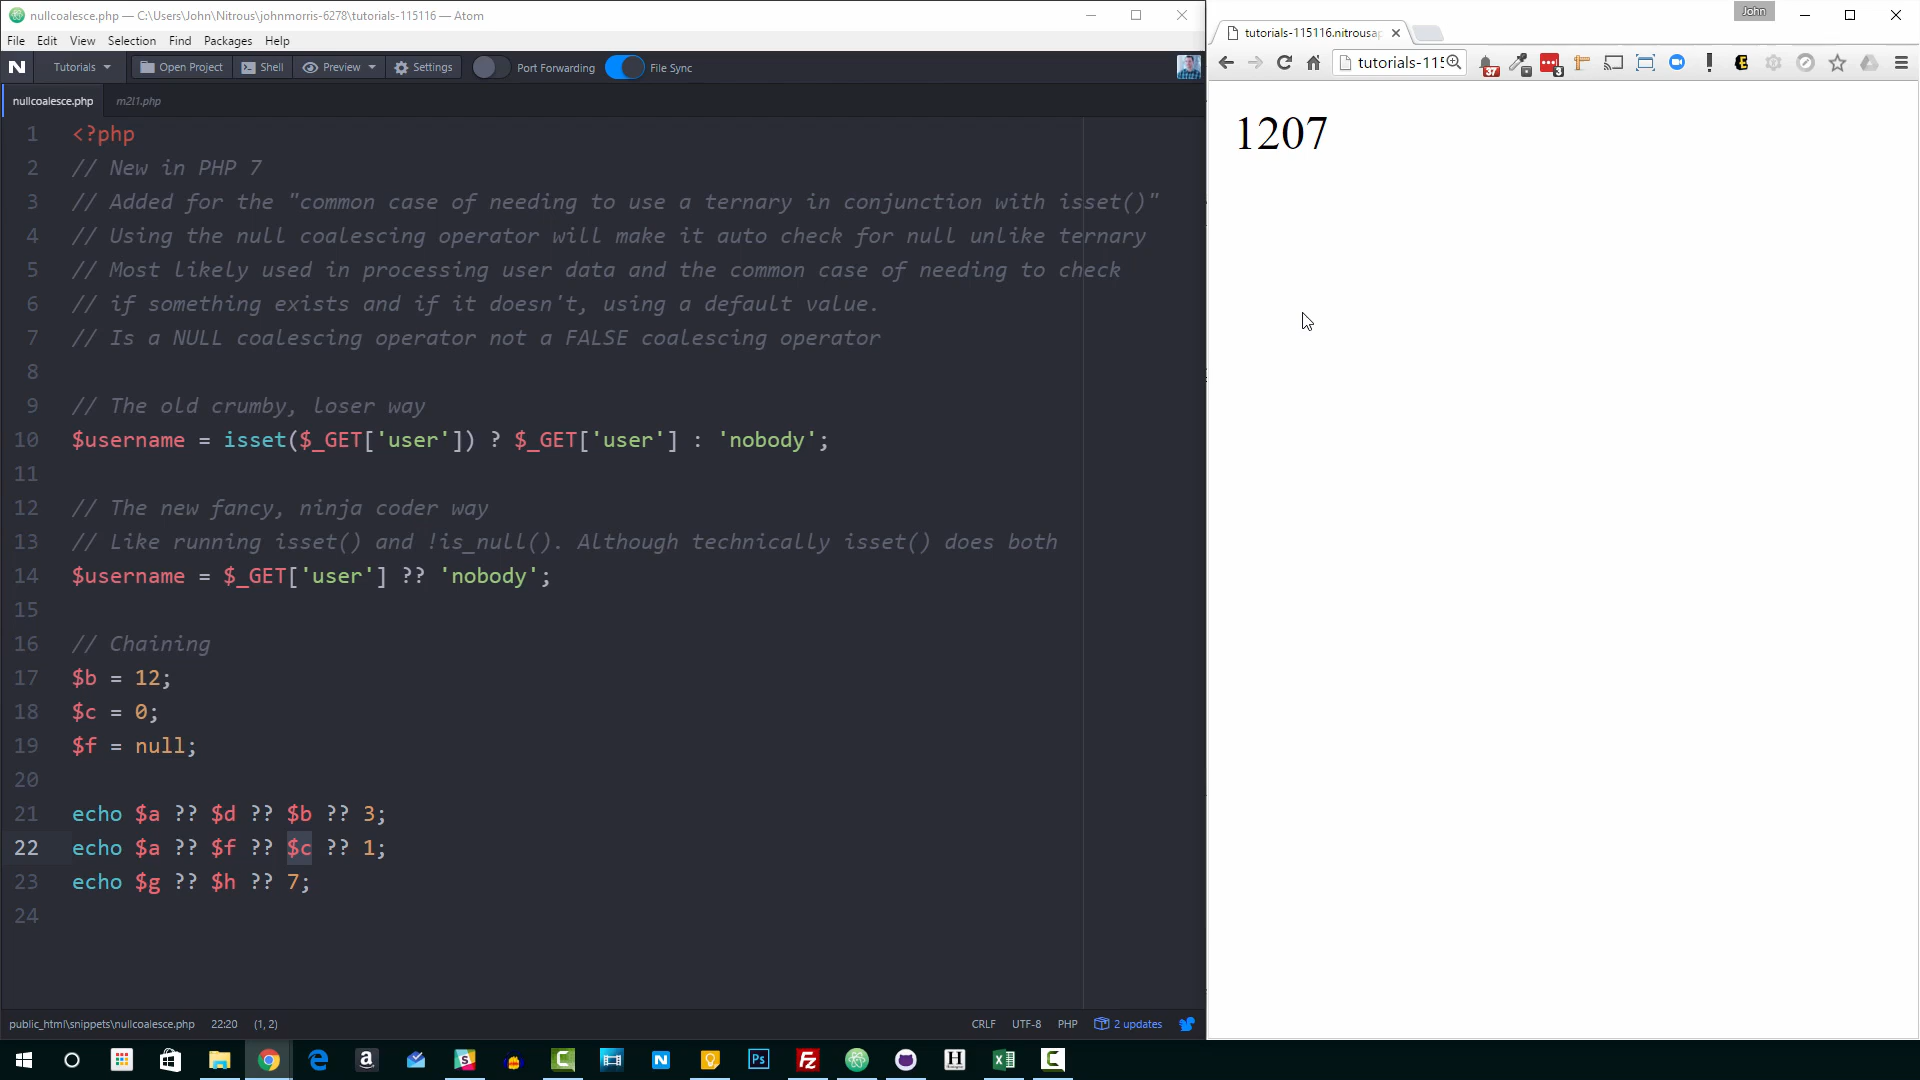 nullcoalesce.php — C:\Users\John\Nitrous\johnmorris-6278\tutorials-115116 — Atom
File Edit View Selection Find Packages Help
N Tutorials Open Project Shell Preview Settings Port Forwarding File Sync
nullcoalesce.php m2l1.php
1 <?php
2 // New in PHP 7
3 // Added for the "common case of needing to use a ternary in conjunction with isset()"
4 // Using the null coalescing operator will make it auto check for null unlike ternary
5 // Most likely used in processing user data and the common case of needing to check
6 // if something exists and if it doesn't, using a default value.
7 // Is a NULL coalescing operator not a FALSE coalescing operator
8
9 // The old crumby, loser way
10 $username = isset($_GET['user']) ? $_GET['user'] : 'nobody';
11
12 // The new fancy, ninja coder way
13 // Like running isset() and !is_null(). Although technically isset() does both
14 $username = $_GET['user'] ?? 'nobody';
15
16 // Chaining
17 $b = 12;
18 $c = 0;
19 $f = null;
20
21 echo $a ?? $d ?? $b ?? 3;
22 echo $a ?? $f ?? $c ?? 1;
23 echo $g ?? $h ?? 7;
24
public_html\snippets\nullcoalesce.php 22:20 (1, 2) CRLF UTF-8 PHP 2 updates
John
tutorials-115116.nitrousap
tutorials-115
37
3
1207